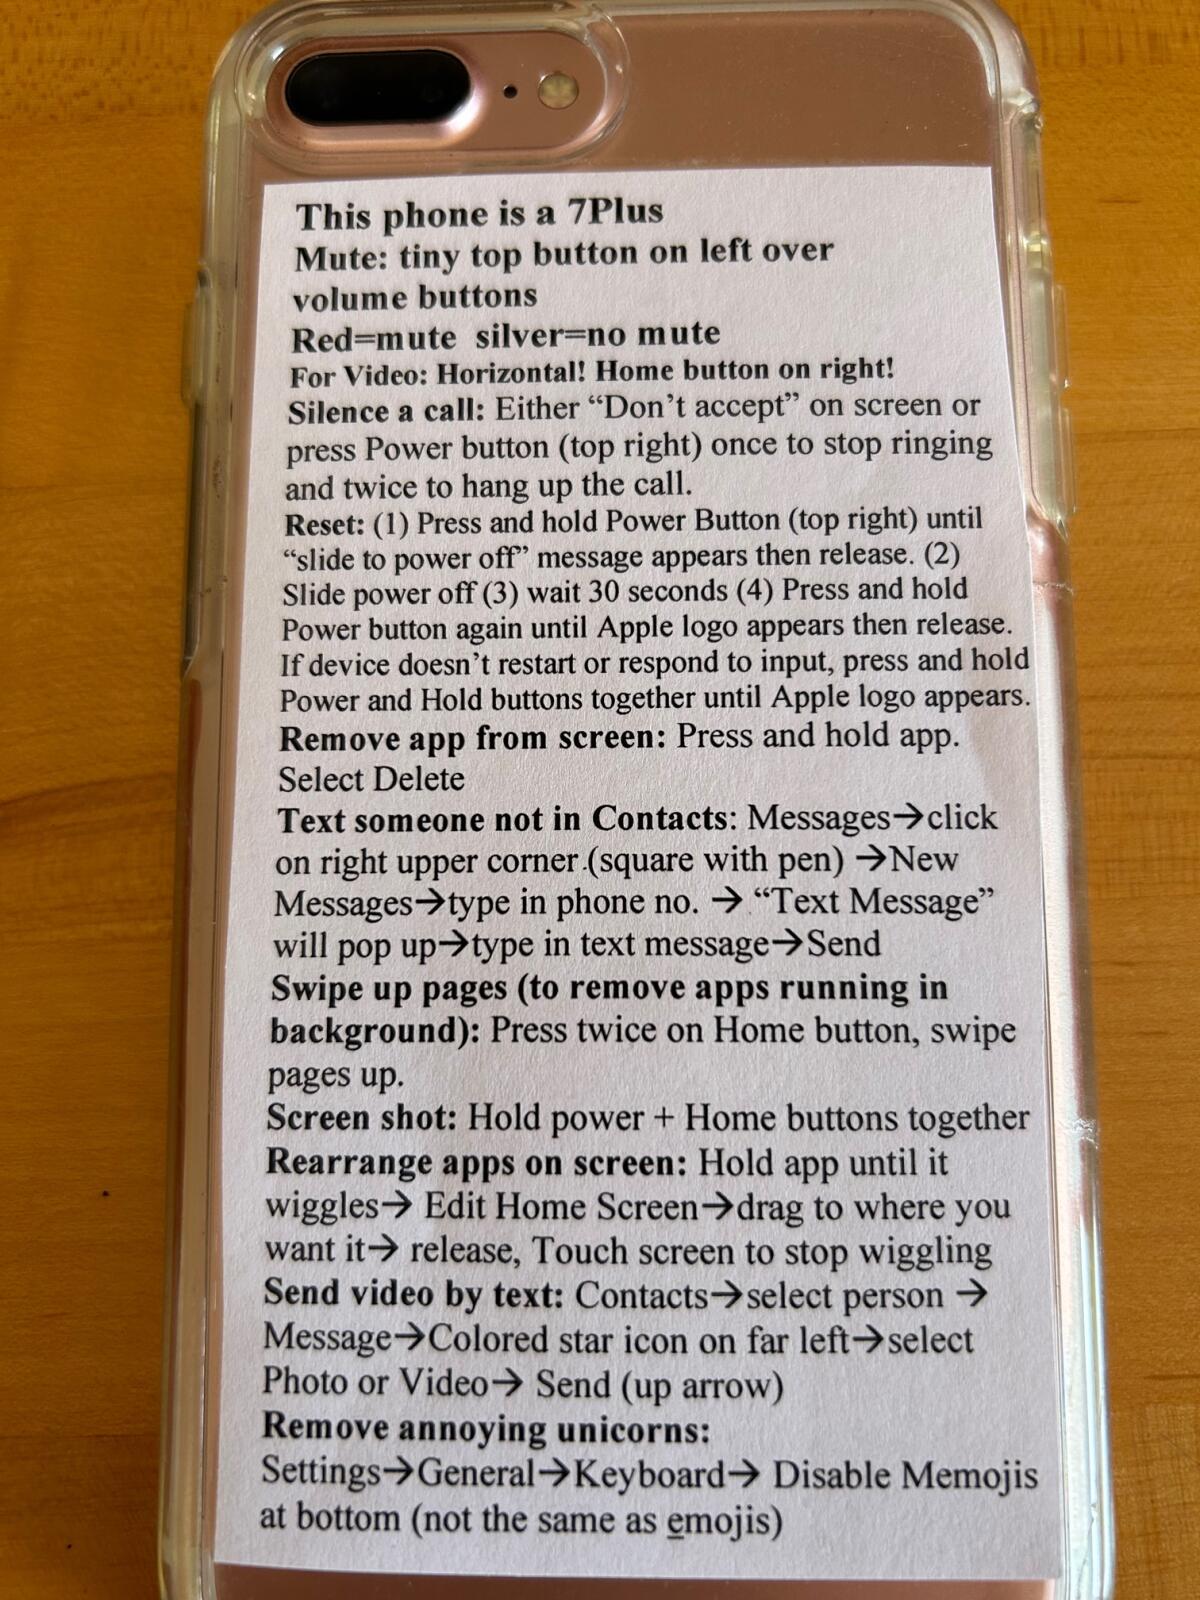 This phone is a 7Plus
Mute: tiny top button on left over
volume buttons
Red=mute  silver=no mute
For Video: Horizontal! Home button on right!
Silence a call: Either “Don’t accept” on screen or
press Power button (top right) once to stop ringing
and twice to hang up the call.
Reset: (1) Press and hold Power Button (top right) until
“slide to power off” message appears then release. (2)
Slide power off (3) wait 30 seconds (4) Press and hold
Power button again until Apple logo appears then release.
If device doesn’t restart or respond to input, press and hold
Power and Hold buttons together until Apple logo appears.
Remove app from screen: Press and hold app.
Select Delete
Text someone not in Contacts: Messages→click
on right upper corner (square with pen) →New
Messages→type in phone no. → “Text Message”
will pop up→type in text message→Send
Swipe up pages (to remove apps running in
background): Press twice on Home button, swipe
pages up.
Screen shot: Hold power + Home buttons together
Rearrange apps on screen: Hold app until it
wiggles→ Edit Home Screen→drag to where you
want it→ release, Touch screen to stop wiggling
Send video by text: Contacts→select person →
Message→Colored star icon on far left→select
Photo or Video→ Send (up arrow)
Remove annoying unicorns:
Settings→General→Keyboard→ Disable Memojis
at bottom (not the same as emojis)